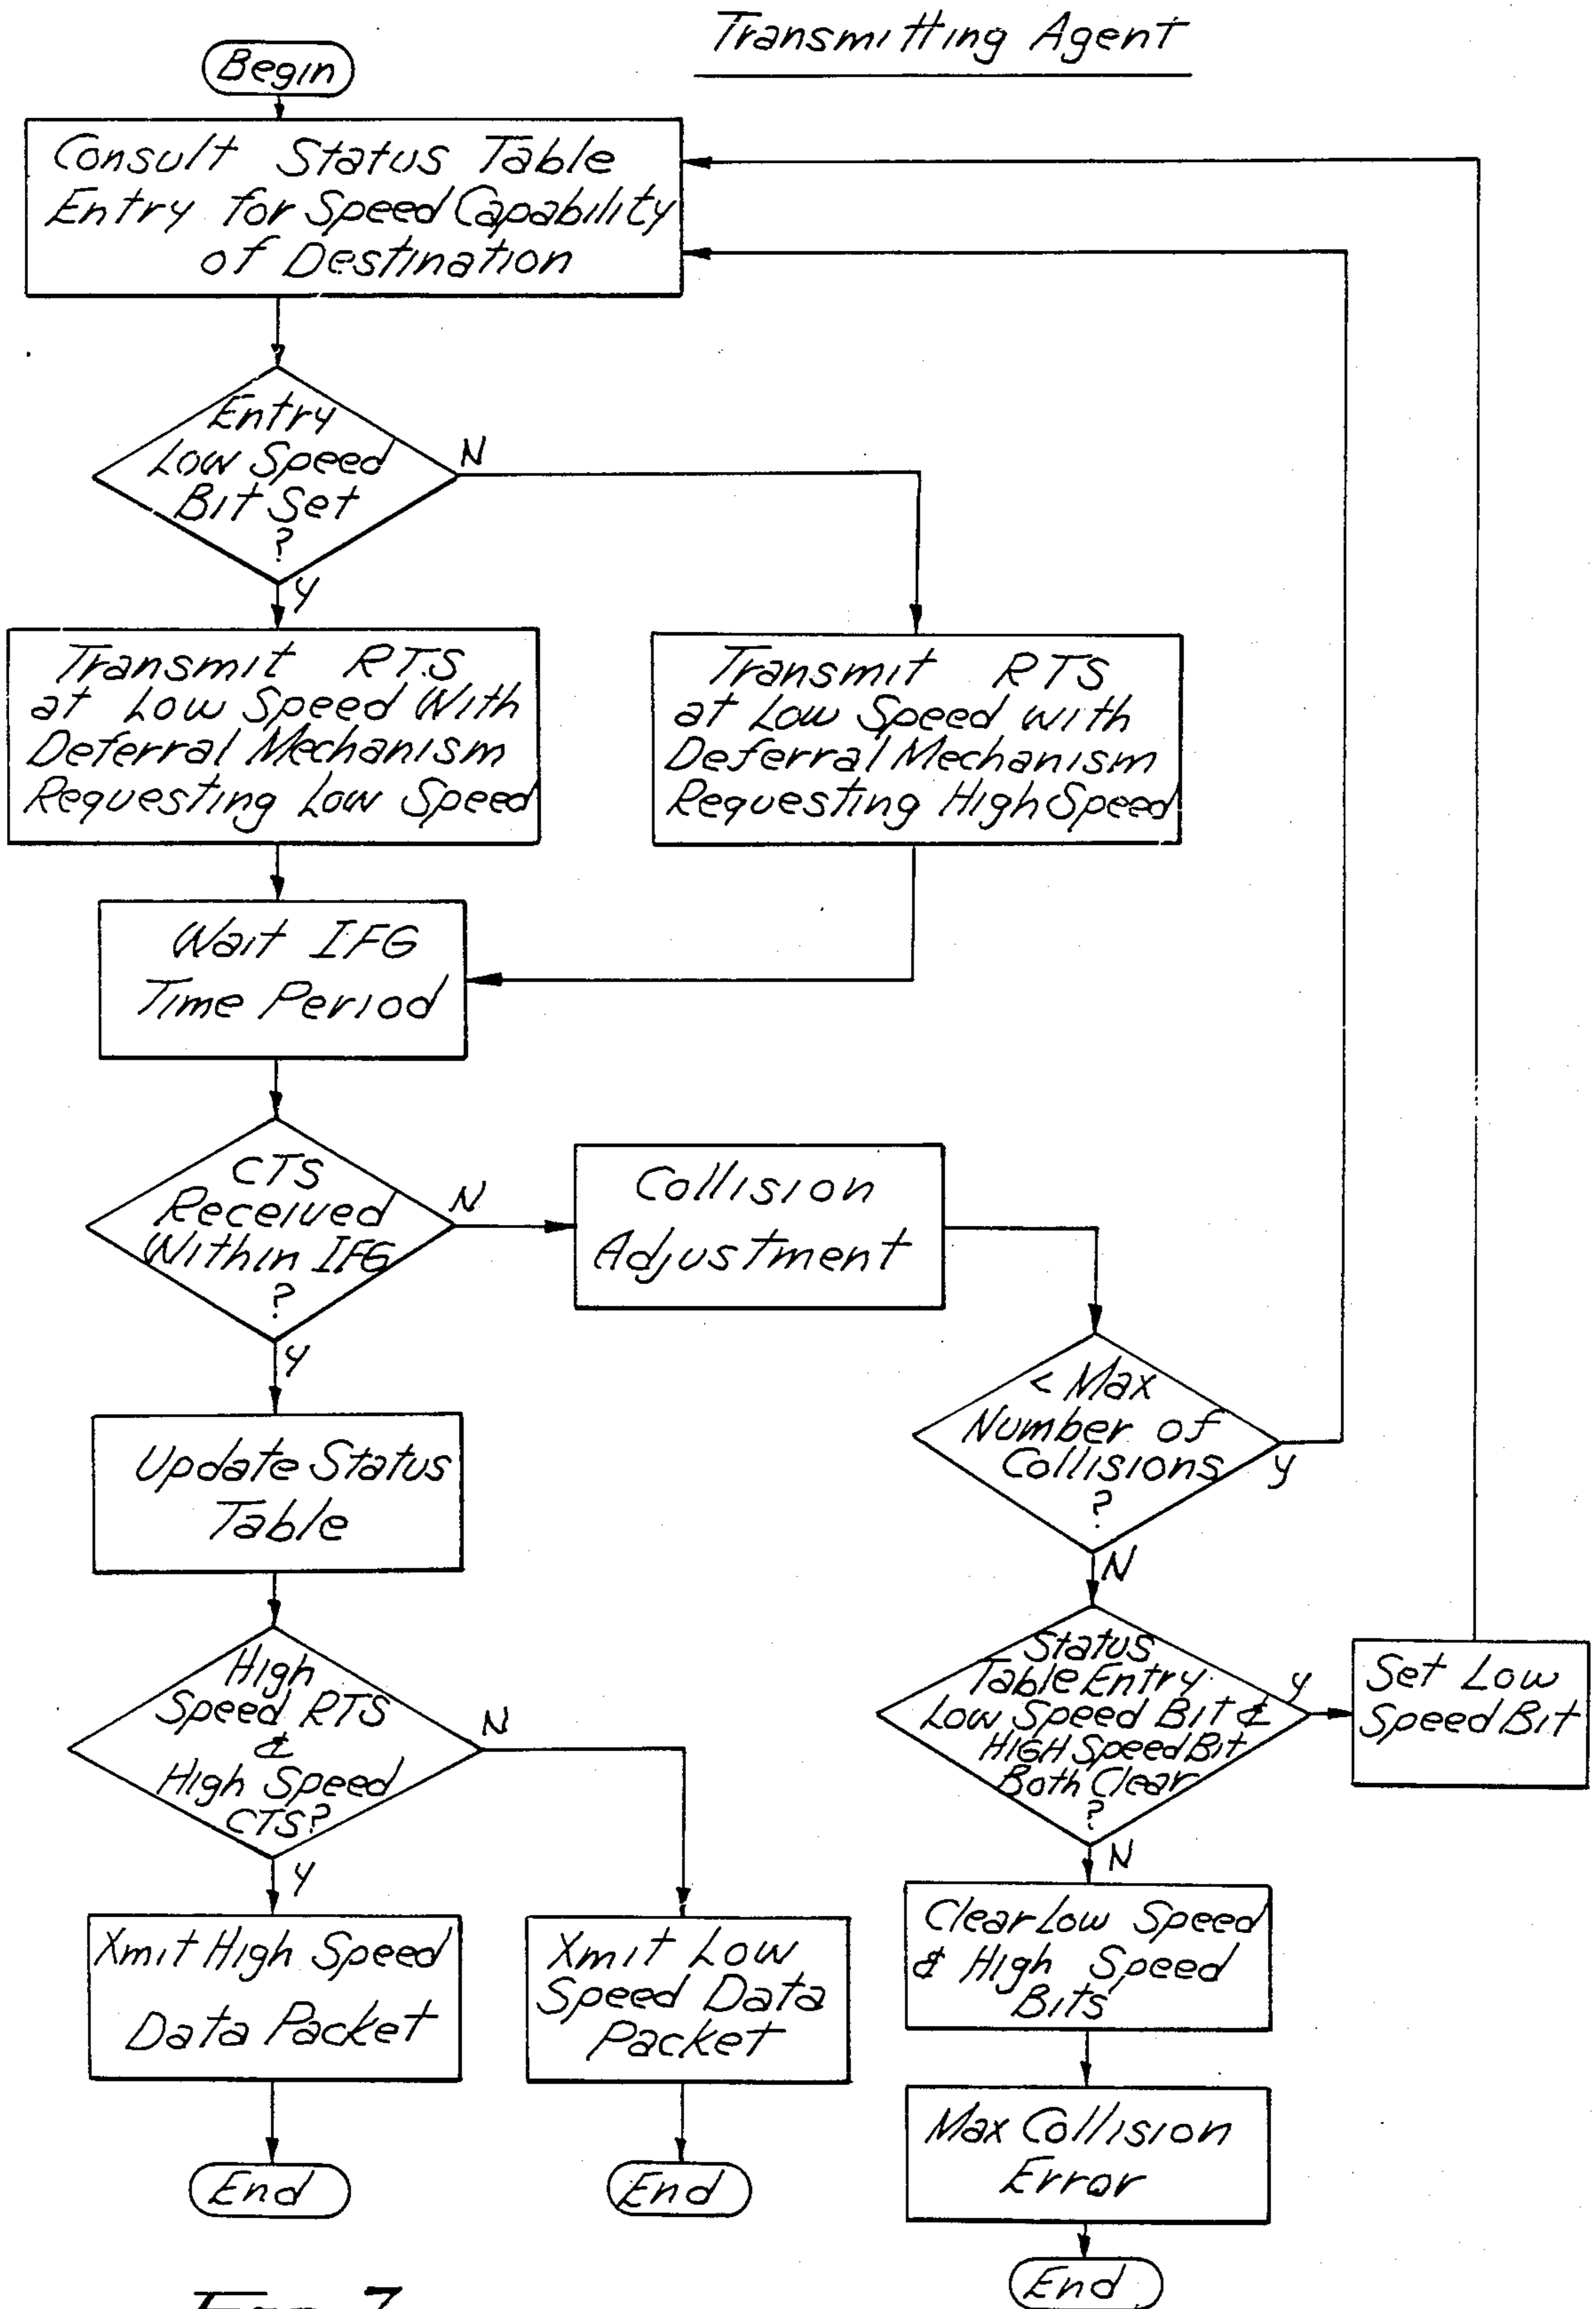 Transmitting Agent
Begin
Consult Status Table
Entry for Speed Capability
of Destination
Entry
Low Speed
Bit Set
?
N
Y
Transmit RTS
at Low Speed With
Deferral Mechanism
Requesting Low Speed
Transmit RTS
at Low Speed with
Deferral Mechanism
Requesting High Speed
Wait IFG
Time Period
CTS
Received
Within IFG
?
N
Y
Collision
Adjustment
< Max
Number of
Collisions
?
Y
N
Update Status
Table
High
Speed RTS
&
High Speed
CTS?
N
Y
Status
Table Entry
Low Speed Bit &
HIGH Speed Bit
Both Clear
?
Y
N
Set Low
Speed Bit
Xmit High Speed
Data Packet
Xmit Low
Speed Data
Packet
Clear Low Speed
& High Speed
Bits
Max Collision
Error
End
End
End